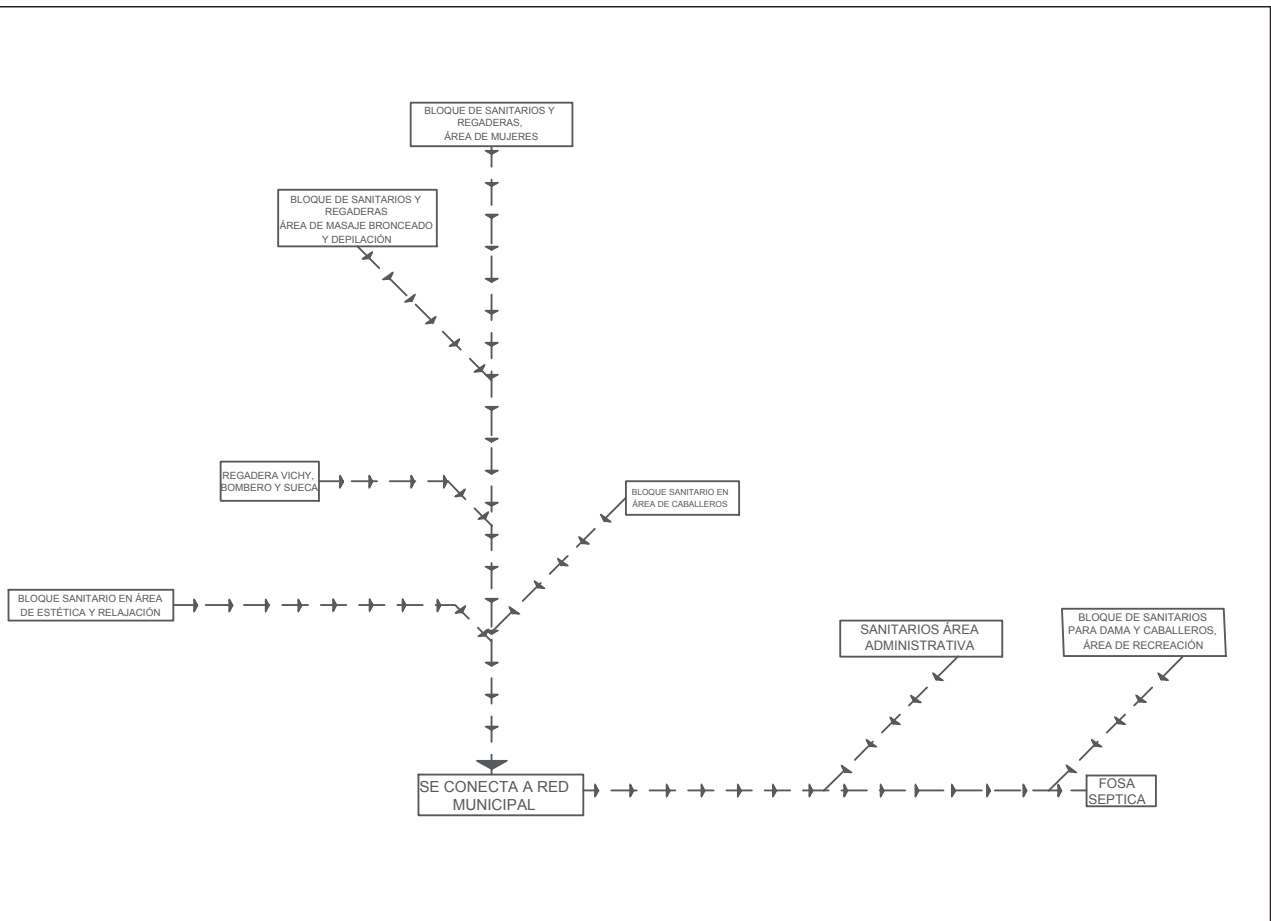 BLOQUE DE SANITARIOS Y
REGADERAS,
ÁREA DE MUJERES
BLOQUE DE SANITARIOS Y
REGADERAS
ÁREA DE MASAJE BRONCEADO
Y DEPILACIÓN
REGADERA VICHY,
BOMBERO Y SUECA
BLOQUE SANITARIO EN
ÁREA DE CABALLEROS
BLOQUE SANITARIO EN ÁREA
DE ESTÉTICA Y RELAJACIÓN
SANITARIOS ÁREA
ADMINISTRATIVA
BLOQUE DE SANITARIOS
PARA DAMA Y CABALLEROS,
ÁREA DE RECREACIÓN
SE CONECTA A RED
MUNICIPAL
FOSA
SEPTICA